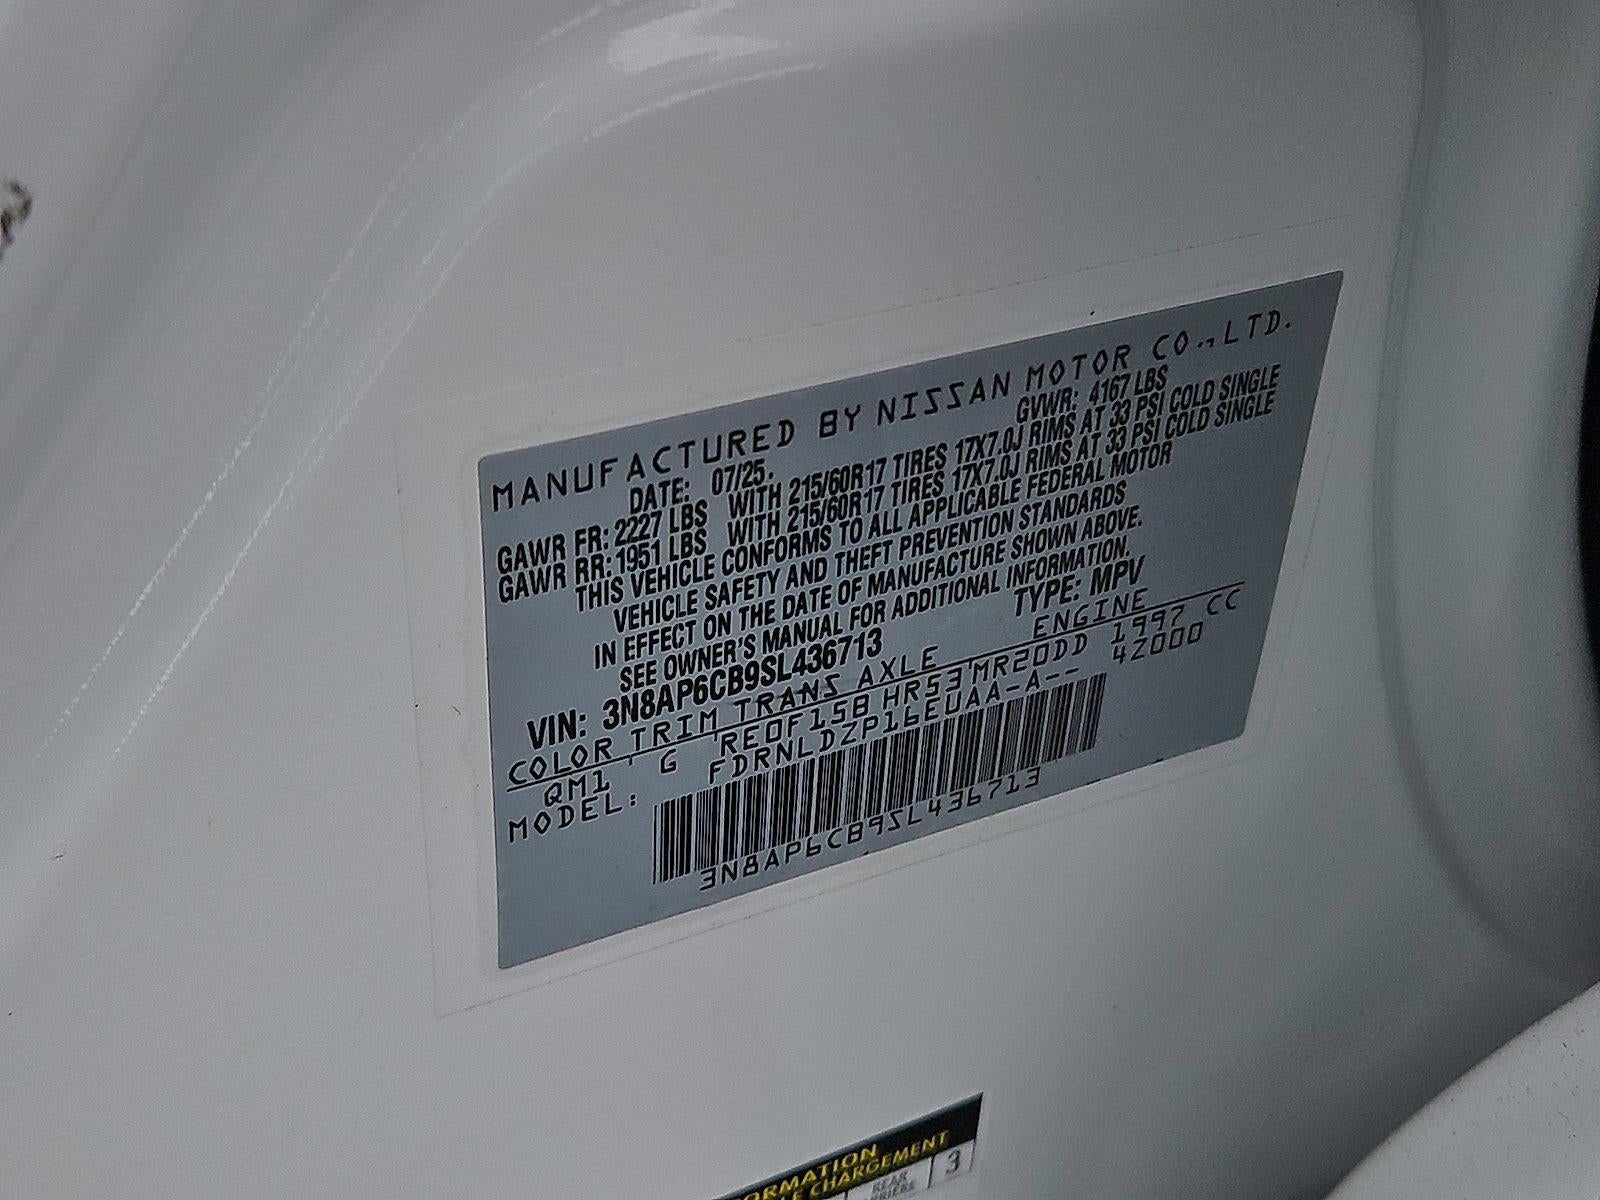 MANUFACTURED BY NISSAN MOTOR CO.,LTD.
DATE: 07/25. GVWR: 4167 LBS
GAWR FR: 2227 LBS WITH 215/60R17 TIRES 17X7.0J RIMS AT 33 PSI COLD SINGLE
GAWR RR: 1951 LBS WITH 215/60R17 TIRES 17X7.0J RIMS AT 33 PSI COLD SINGLE
THIS VEHICLE CONFORMS TO ALL APPLICABLE FEDERAL MOTOR
VEHICLE SAFETY AND THEFT PREVENTION STANDARDS
IN EFFECT ON THE DATE OF MANUFACTURE SHOWN ABOVE.
SEE OWNER'S MANUAL FOR ADDITIONAL INFORMATION.
VIN: 3N8AP6CB9SL436713 TYPE: MPV
COLOR TRIM TRANS AXLE ENGINE
QM1 G RE0F15B HR53 MR20DD 1997 CC
MODEL: FDRNLDZP16EUAA-A-- 4Z000
3N8AP6CB9SL436713
CHARGEMENT
REAR
3